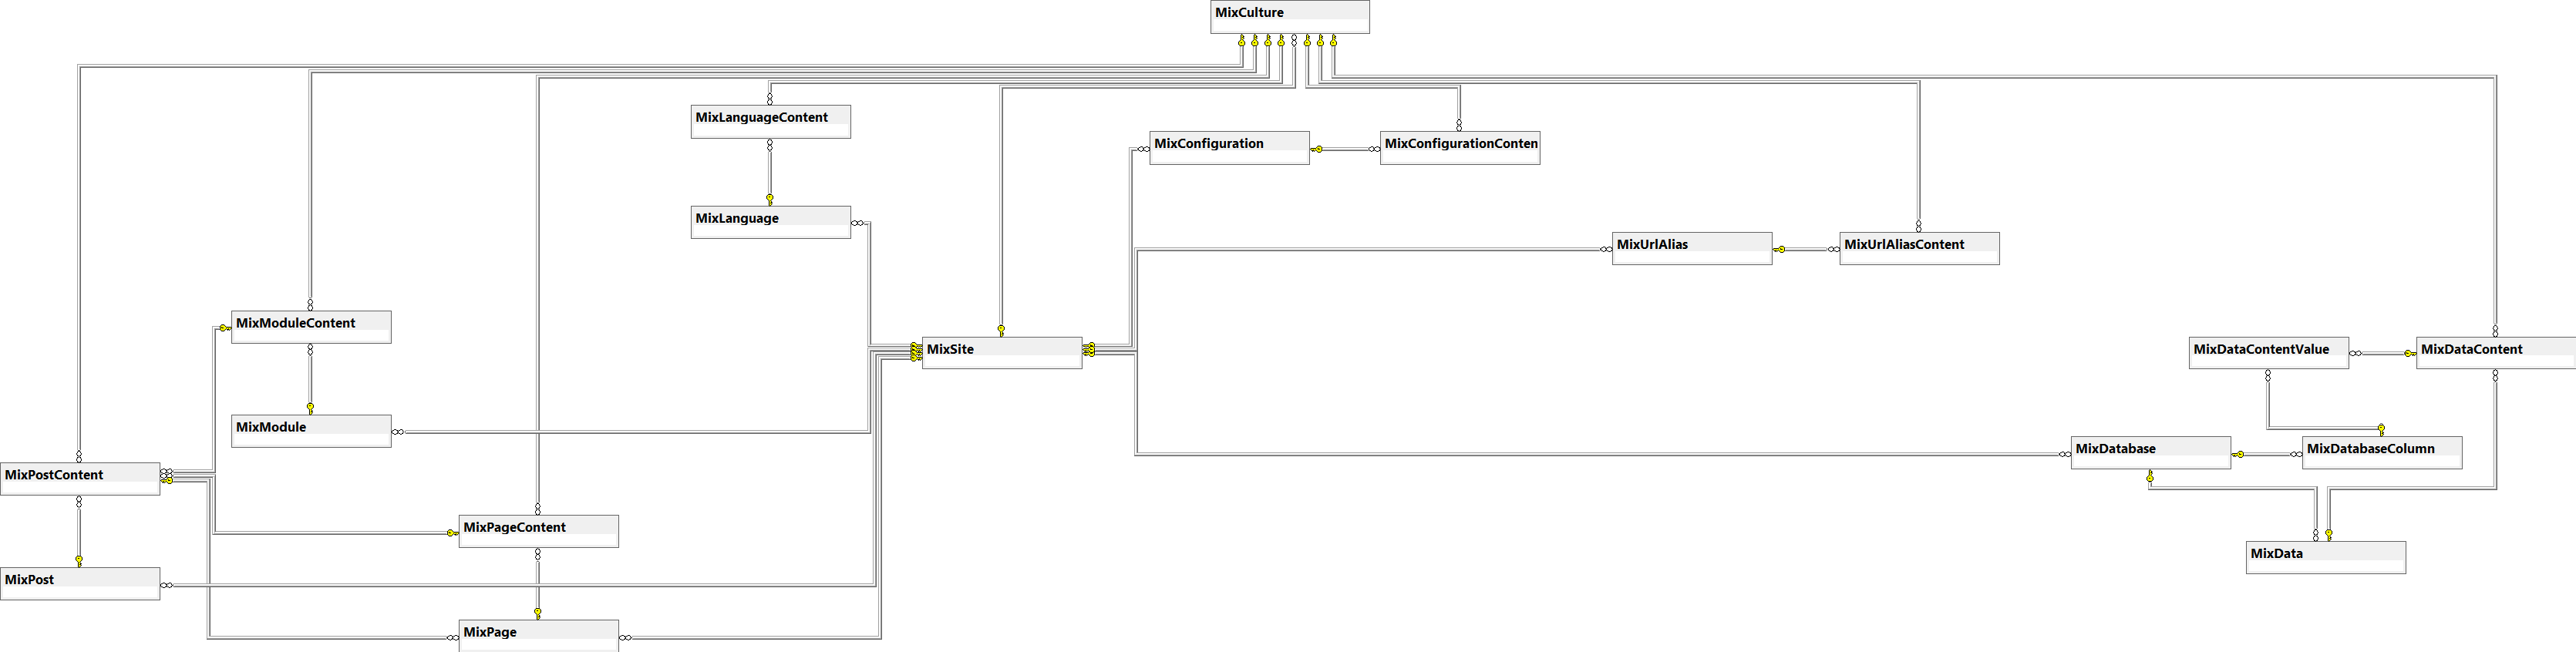 MixCulture
MixLanguageContent
MixConfiguration
MixConfigurationConten
MixLanguage
MixUrlAlias
MixUrlAliasContent
MixModuleContent
MixSite
MixDataContentValue
MixDataContent
MixModule
MixDatabase
MixDatabaseColumn
MixPostContent
MixPageContent
MixData
MixPost
MixPage